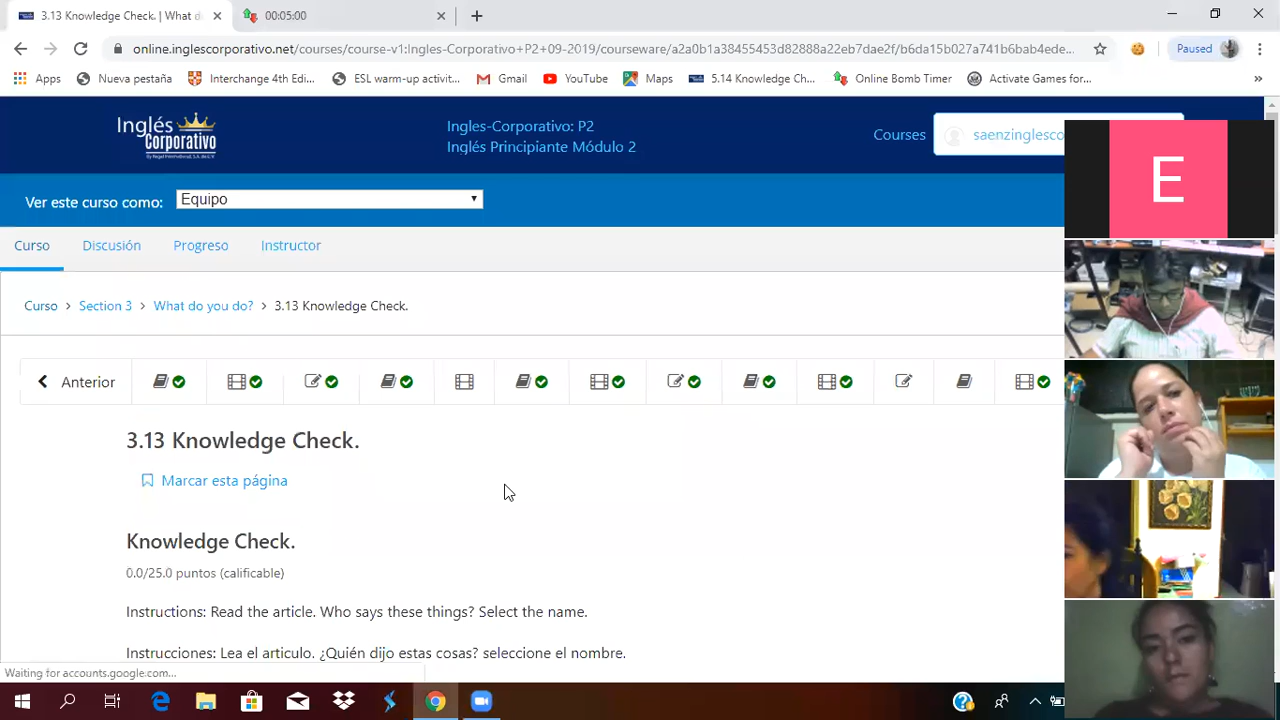 3.13 Knowledge Check. | What d
00:05:00
online.inglescorporativo.net/courses/course-v1:Ingles-Corporativo+P2+09-2019/courseware/a2a0b1a38455453d82888a22eb7dae2f/b6da15b027a741b6bab4ede...
Paused
Apps
Nueva pestaña
Interchange 4th Edi...
ESL warm-up activit...
Gmail
YouTube
Maps
5.14 Knowledge Ch...
Online Bomb Timer
Activate Games for...
Inglés
Corporativo
Ingles-Corporativo: P2
Inglés Principiante Módulo 2
Courses
saenzinglesco
E
Ver este curso como:
Equipo
Curso
Discusión
Progreso
Instructor
Curso > Section 3 > What do you do? > 3.13 Knowledge Check.
Anterior
3.13 Knowledge Check.
Marcar esta página
Knowledge Check.
0.0/25.0 puntos (calificable)
Instructions: Read the article. Who says these things? Select the name.
Instrucciones: Lea el articulo. ¿Quién dijo estas cosas? seleccione el nombre.
Waiting for accounts.google.com...